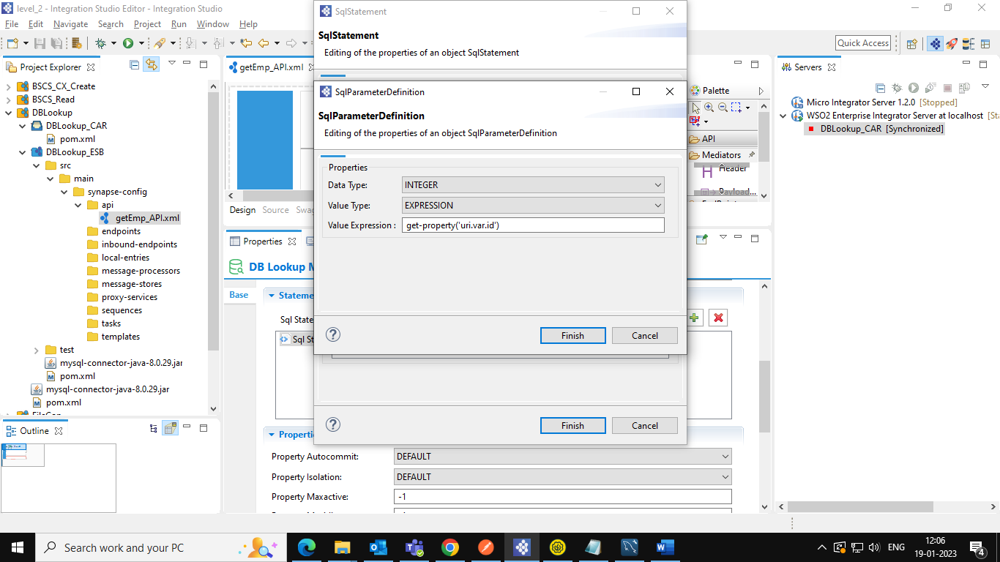 level_2 - Integration Studio Editor - Integration Studio
File Edit Navigate Search Project Run Window Help
Quick Access
Project Explorer
BSCS_CX_Create
BSCS_Read
DBLookup
DBLookup_CAR
pom.xml
DBLookup_ESB
src
main
synapse-config
api
getEmp_API.xml
endpoints
inbound-endpoints
local-entries
message-processors
message-stores
proxy-services
sequences
tasks
templates
test
mysql-connector-java-8.0.29.jar
pom.xml
mysql-connector-java-8.0.29.jar
pom.xml
Outline
getEmp_API.xml
Design Source
Properties
DB Lookup
Base
Sql St
Property Autocommit: DEFAULT
Property Isolation: DEFAULT
Property Maxactive: -1
SqlStatement
SqlStatement
Editing of the properties of an object SqlStatement
SqlParameterDefinition
SqlParameterDefinition
Editing of the properties of an object SqlParameterDefinition
Properties
Data Type: INTEGER
Value Type: EXPRESSION
Value Expression : get-property('uri.var.id')
Finish Cancel
Finish Cancel
Palette
API
Mediators
Header
Payload...
Servers
Micro Integrator Server 1.2.0 [Stopped]
WSO2 Enterprise Integrator Server at localhost [Sta
DBLookup_CAR [Synchronized]
Search work and your PC
ENG
12:06
19-01-2023
4